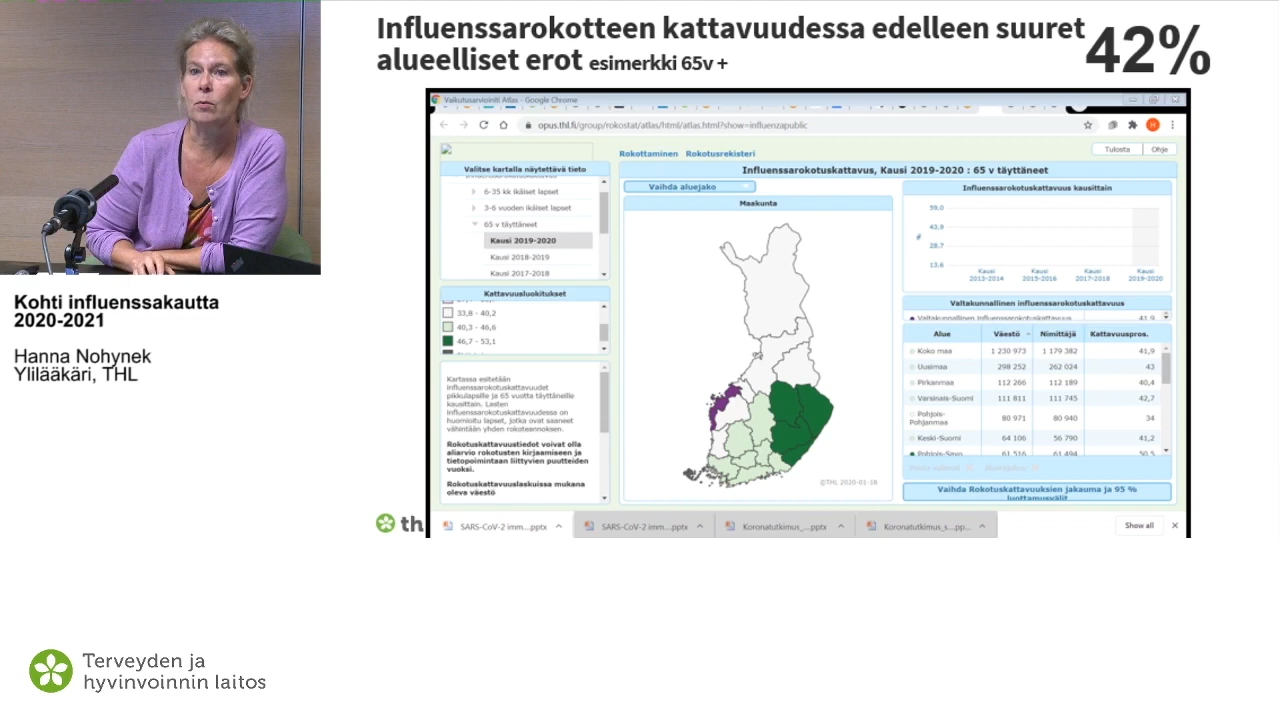 Influenssarokotteen kattavuudessa edelleen suuret
alueelliset erot esimerkki 65v +
42%
Kohti influenssakautta
2020-2021
Hanna Nohynek
Ylilääkäri, THL
Vaikutusarviointi Atlas - Google Chrome
opus.thl.fi/group/rokostat/atlas/html/atlas.html?show=influenzapublic
Rokottaminen Rokotusrekisteri
Tulosta Ohje
Valitse kartalla näytettävä tieto
6-35 kk ikäiset lapset
3-6 vuoden ikäiset lapset
65 v täyttäneet
Kausi 2019-2020
Kausi 2018-2019
Kausi 2017-2018
Kattavuusluokitukset
33,8 - 40,2
40,3 - 46,6
46,7 - 53,1
Kartassa esitetään
influenssarokotuskattavuudet
pikkulapsille ja 65 vuotta täyttäneille
kausittain. Lasten
influenssarokotuskattavuudessa on
huomioitu lapset, jotka ovat saaneet
vähintään yhden rokoteannoksen.
Rokotuskattavuustiedot voivat olla
aliarvio rokotusten kirjaamiseen ja
tietopoimintaan liittyvien puutteiden
vuoksi.
Rokotuskattavuuslaskuissa mukana
oleva väestö
Influenssarokotuskattavuus, Kausi 2019-2020 : 65 v täyttäneet
Vaihda aluejako
Maakunta
©THL 2020-01-16
Influenssarokotuskattavuus kausittain
59,0
43,9
#
28,7
13,6
Kausi 2013-2014
Kausi 2015-2016
Kausi 2017-2018
Kausi 2019-2020
Valtakunnallinen influenssarokotuskattavuus
Valtakunnallinen influenssarokotuskattavuus 41,9
Alue Väestö Nimittäjä Kattavuuspros.
Koko maa 1 230 973 1 179 382 41,9
Uusimaa 298 252 262 024 43
Pirkanmaa 112 266 112 189 40,4
Varsinais-Suomi 111 811 111 745 42,7
Pohjois-
Pohjanmaa 80 971 80 940 34
Keski-Suomi 64 106 56 790 41,2
Pohjois-Savo 61 516 61 494 50,5
Vaihda Rokotuskattavuuksien jakauma ja 95 %
luottamusvälit
th
SARS-CoV-2 imm....pptx
SARS-CoV-2 imm....pptx
Koronatutkimus_....pptx
Koronatutkimus_s....pp...
Show all
Terveyden ja
hyvinvoinnin laitos